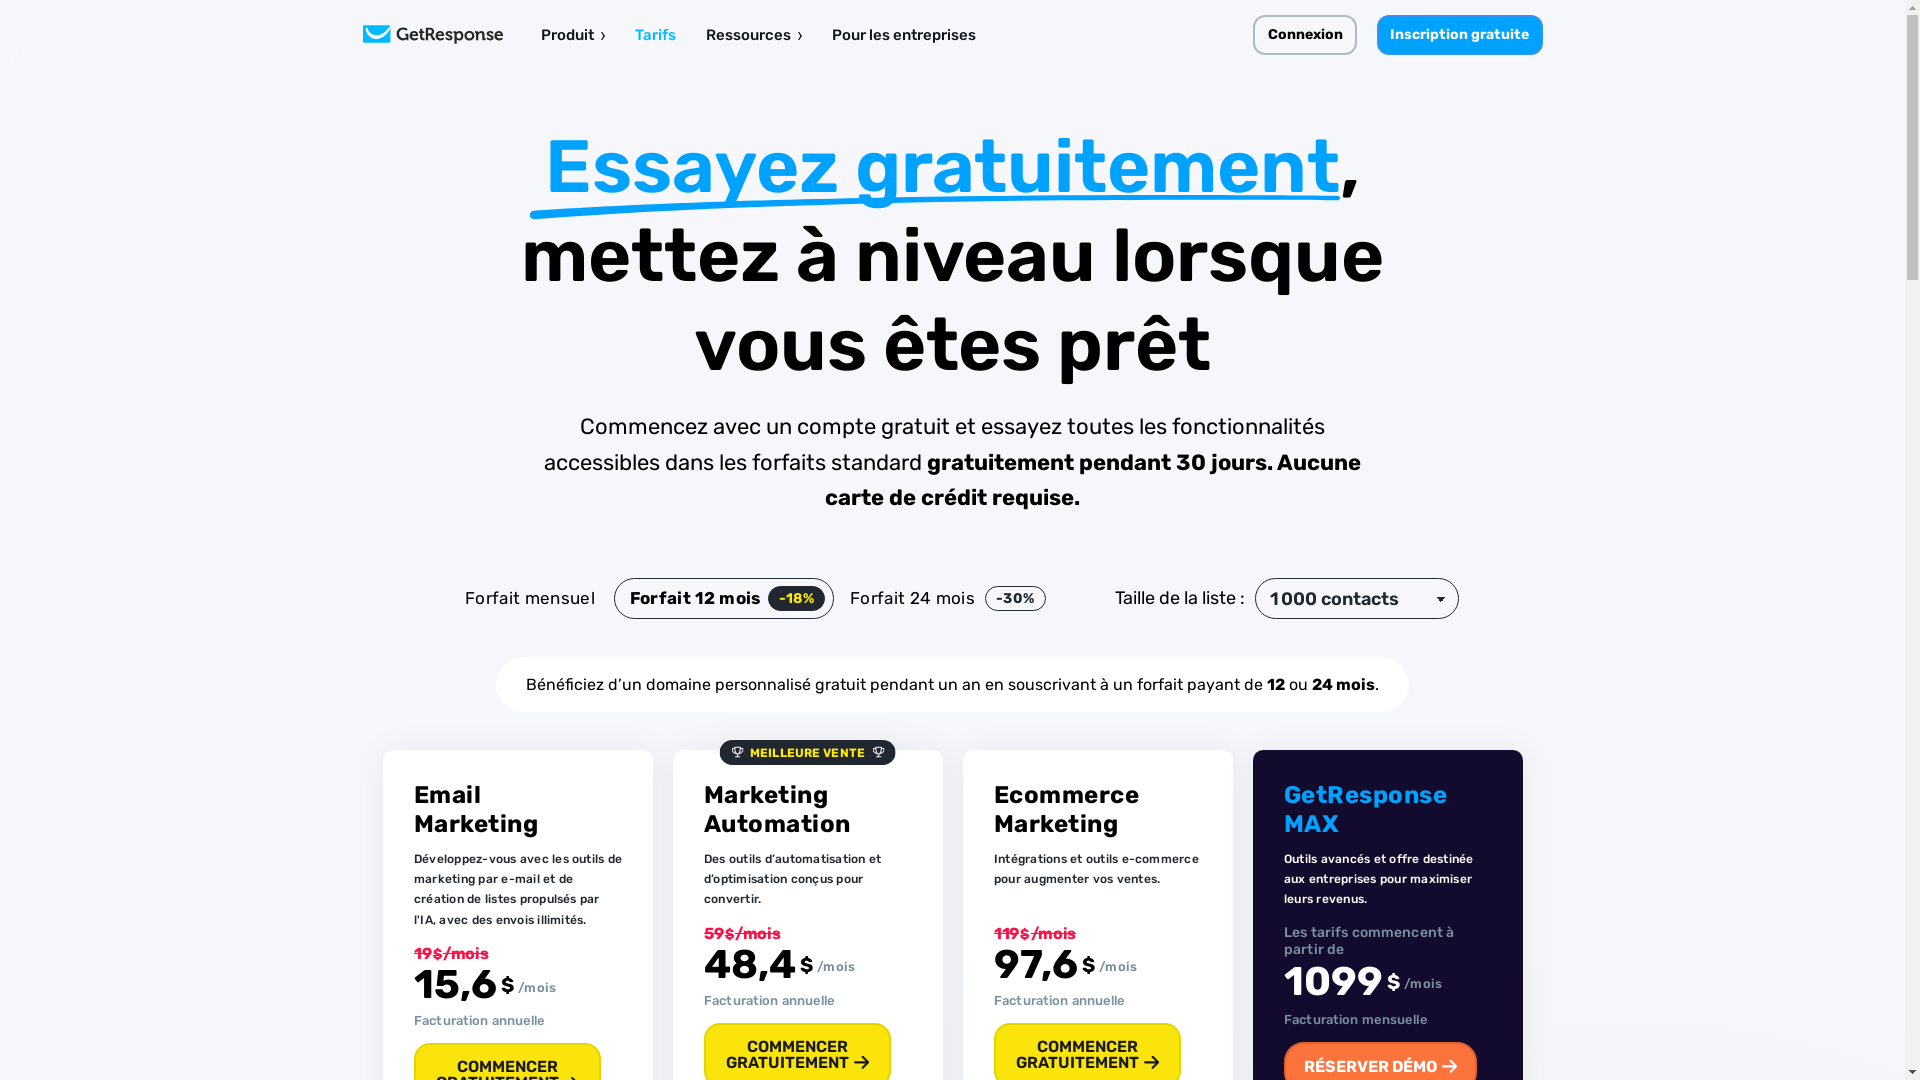 GetResponse Produit › Tarifs Ressources › Pour les entreprises Connexion Inscription gratuite
Essayez gratuitement,
mettez à niveau lorsque
vous êtes prêt
Commencez avec un compte gratuit et essayez toutes les fonctionnalités
accessibles dans les forfaits standard gratuitement pendant 30 jours. Aucune
carte de crédit requise.
Forfait mensuel Forfait 12 mois -18% Forfait 24 mois -30% Taille de la liste : 1 000 contacts
Bénéficiez d’un domaine personnalisé gratuit pendant un an en souscrivant à un forfait payant de 12 ou 24 mois.
Email
Marketing
Développez-vous avec les outils de
marketing par e-mail et de
création de listes propulsés par
l'IA, avec des envois illimités.
19$/mois
15,6 $ /mois
Facturation annuelle
COMMENCER
GRATUITEMENT →
MEILLEURE VENTE
Marketing
Automation
Des outils d’automatisation et
d’optimisation conçus pour
convertir.
59$/mois
48,4 $ /mois
Facturation annuelle
COMMENCER
GRATUITEMENT →
Ecommerce
Marketing
Intégrations et outils e-commerce
pour augmenter vos ventes.
119$/mois
97,6 $ /mois
Facturation annuelle
COMMENCER
GRATUITEMENT →
GetResponse
MAX
Outils avancés et offre destinée
aux entreprises pour maximiser
leurs revenus.
Les tarifs commencent à
partir de
1099 $ /mois
Facturation mensuelle
RÉSERVER DÉMO →